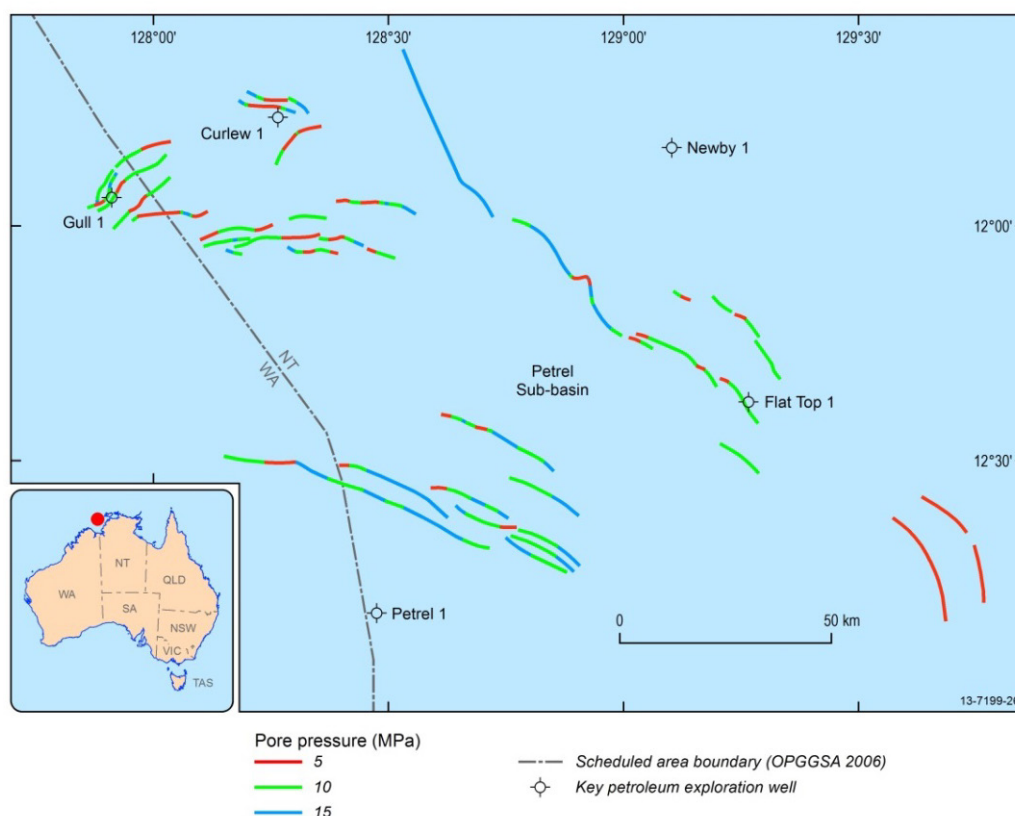 128°00'
128°30'
129°00'
129°30'
Curlew 1
Newby 1
Gull 1
12°00'
NT
WA
Petrel
Sub-basin
Flat Top 1
12°30'
Petrel 1
0
50 km
NT
WA
QLD
SA
NSW
VIC
TAS
Pore pressure (MPa)
5
10
15
Scheduled area boundary (OPGGSA 2006)
Key petroleum exploration well